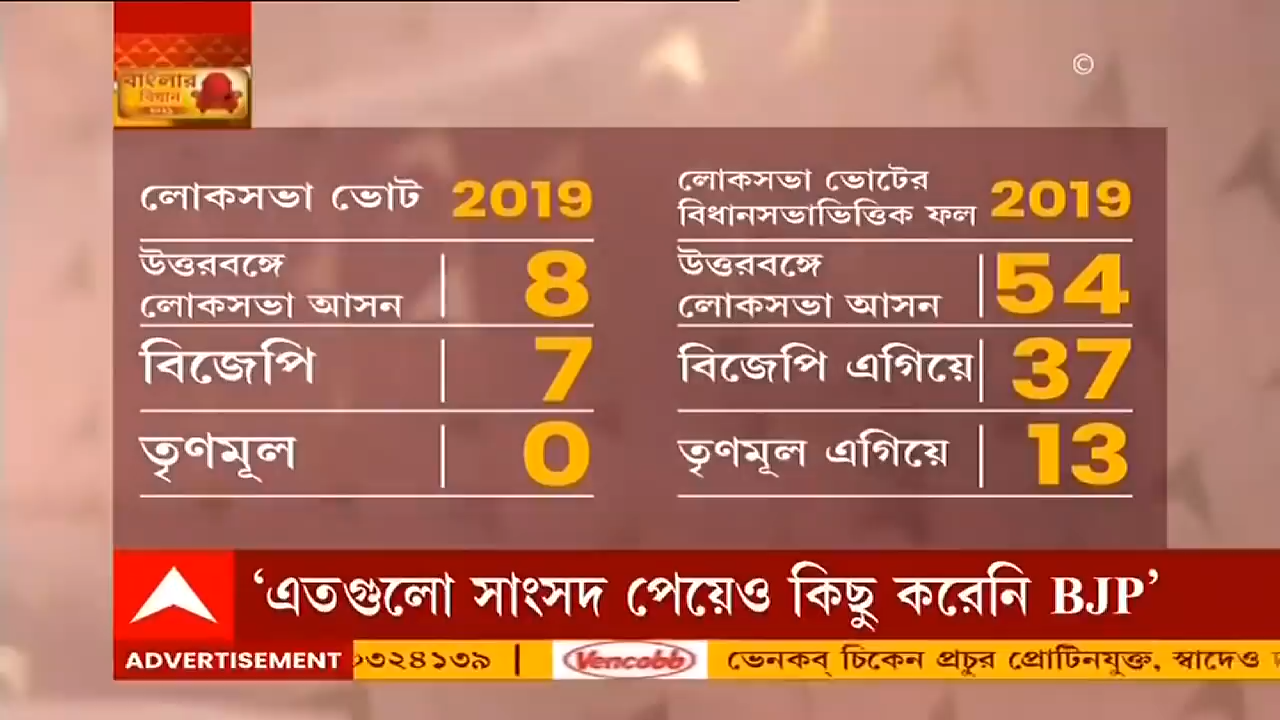 বাংলার
©
লোকসভা ভোট 2019
উত্তরবঙ্গে
লোকসভা আসন 8
বিজেপি 7
তৃণমূল 0
লোকসভা ভোটের
বিধানসভাভিত্তিক ফল 2019
উত্তরবঙ্গে
লোকসভা আসন 54
বিজেপি এগিয়ে 37
তৃণমূল এগিয়ে 13
‘এতগুলো সাংসদ পেয়েও কিছু করেনি BJP’
ADVERTISEMENT ৩২৪১৩৯ | Vencobb ভেনকব্ চিকেন প্রচুর প্রোটিনযুক্ত, স্বাদেও